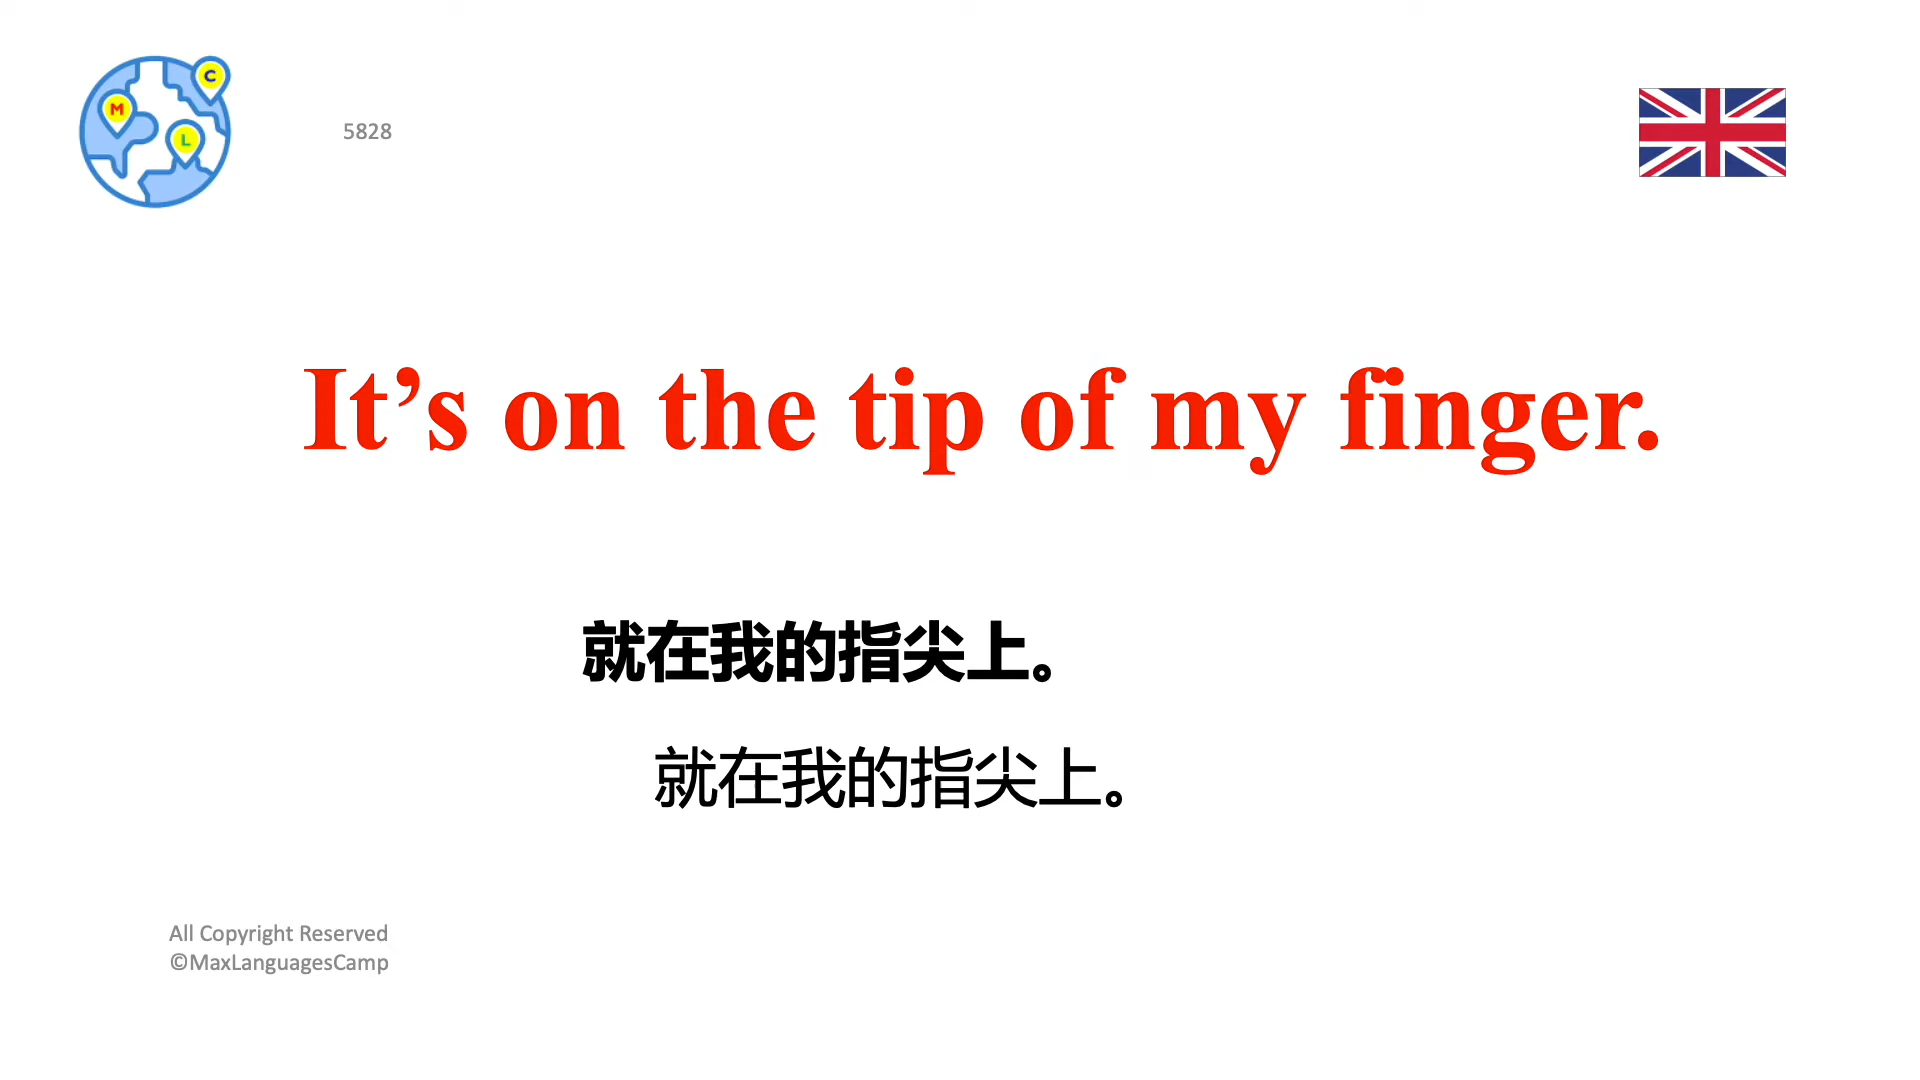 C
M
L
5828
It’s on the tip of my finger.
就在我的指尖上。
就在我的指尖上。
All Copyright Reserved
©MaxLanguagesCamp